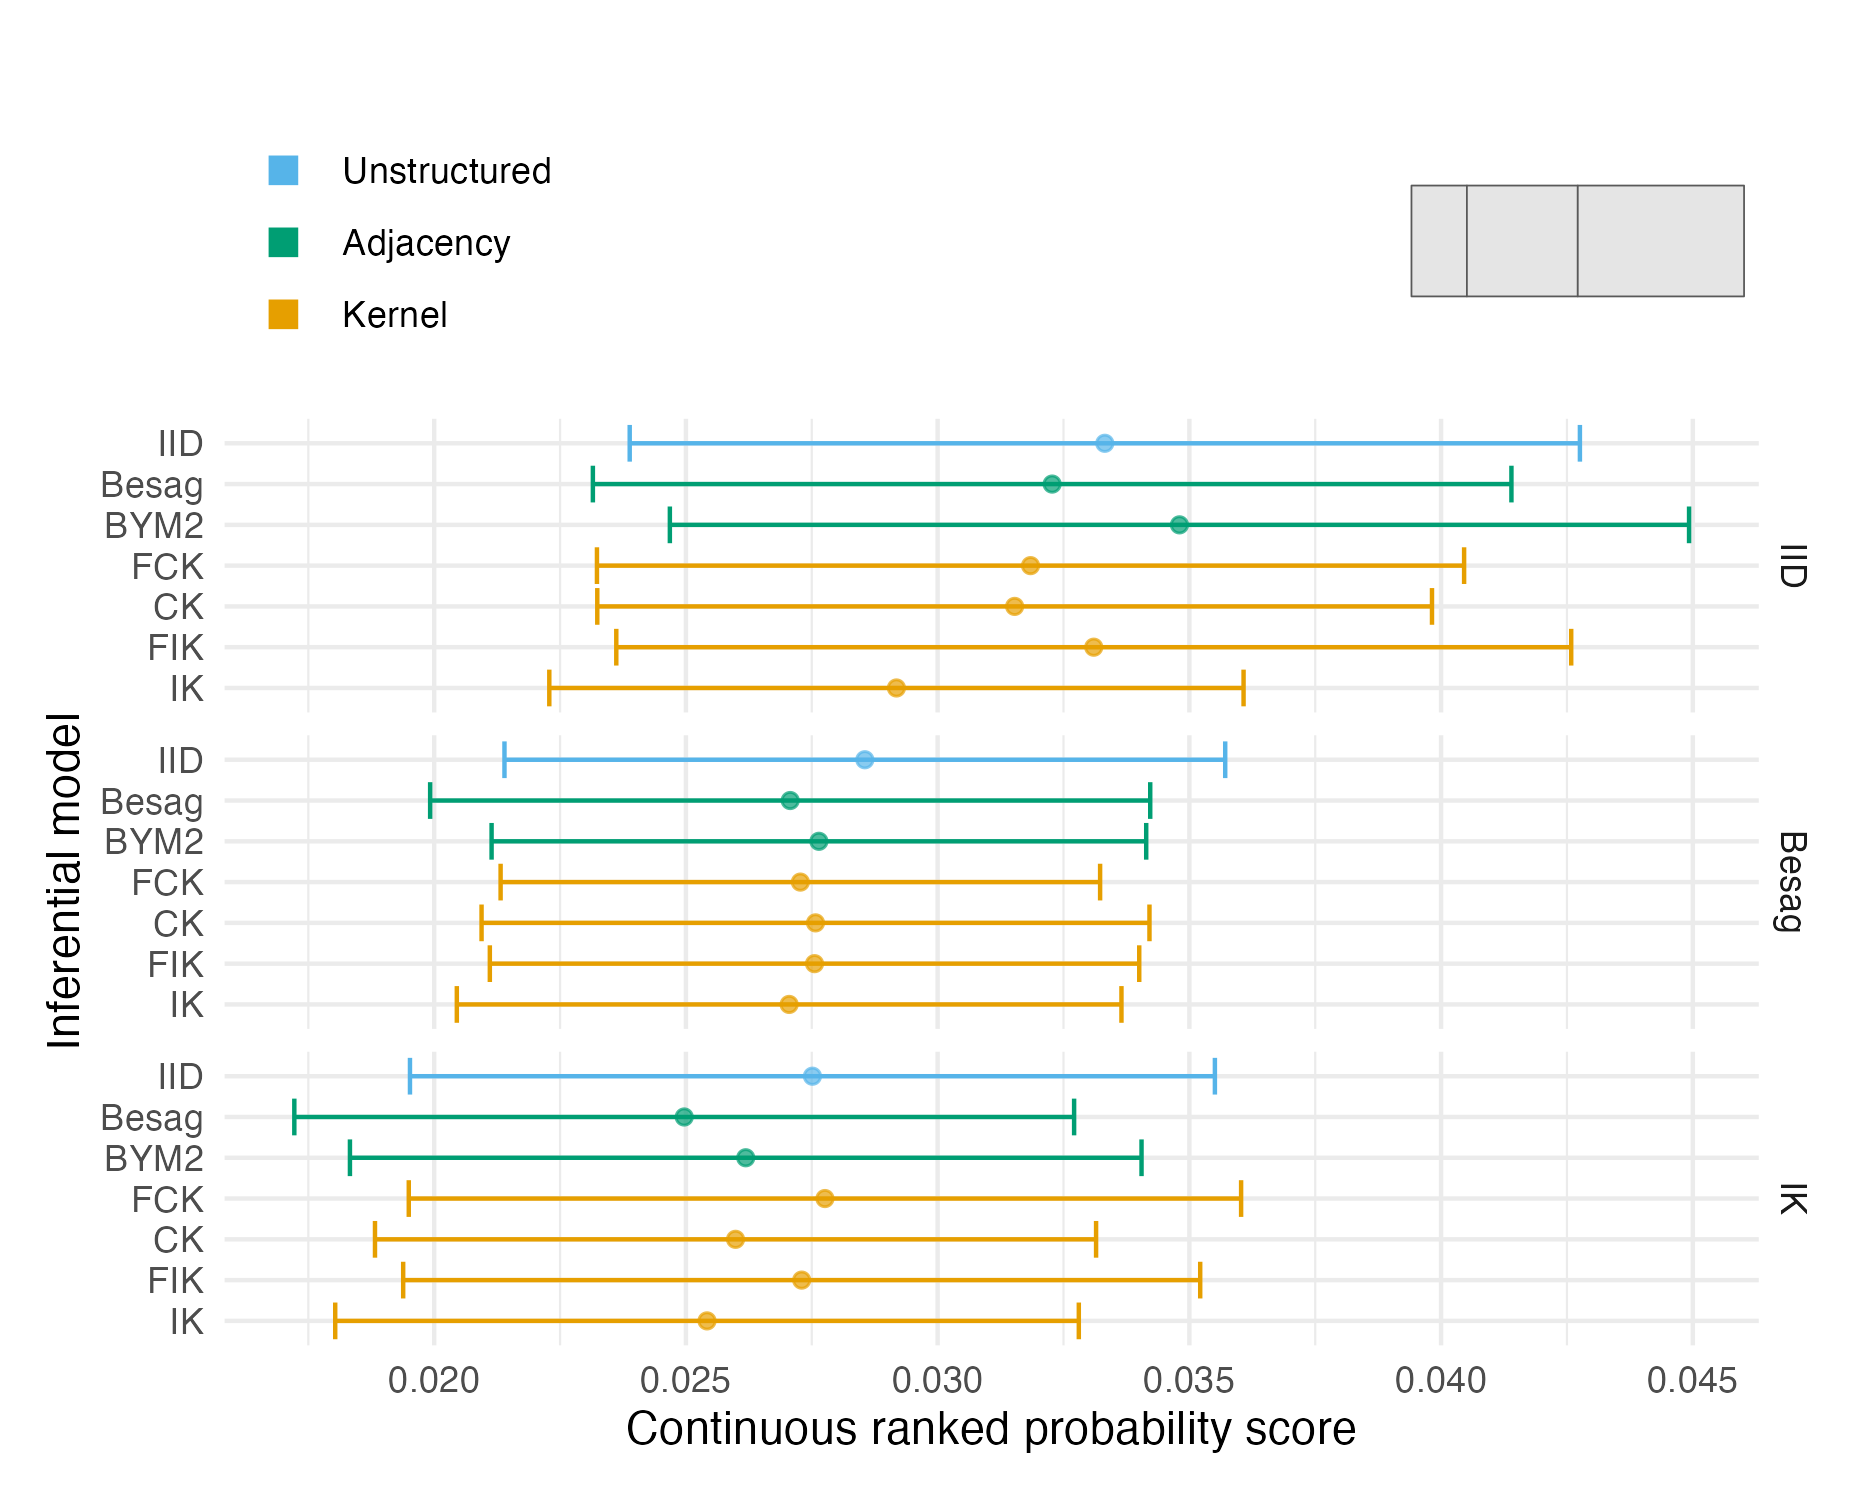 Unstructured
Adjacency
Kernel
IID
Besag
BYM2
FCK
CK
FIK
IK
IID
IID
Besag
BYM2
FCK
CK
FIK
IK
Besag
IID
Besag
BYM2
FCK
CK
FIK
IK
IK
Inferential model
0.020 0.025 0.030 0.035 0.040 0.045
Continuous ranked probability score